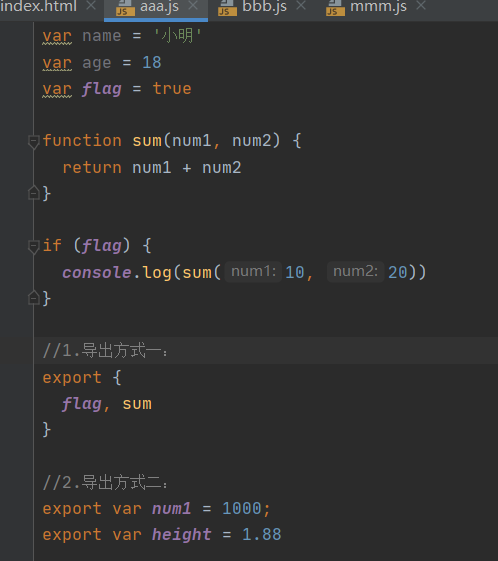 index.html aaa.js bbb.js mmm.js
var name = '小明'
var age = 18
var flag = true
function sum(num1, num2) {
return num1 + num2
}
if (flag) {
console.log(sum( num1: 10, num2: 20))
}
//1.导出方式一：
export {
flag, sum
}
//2.导出方式二：
export var num1 = 1000;
export var height = 1.88